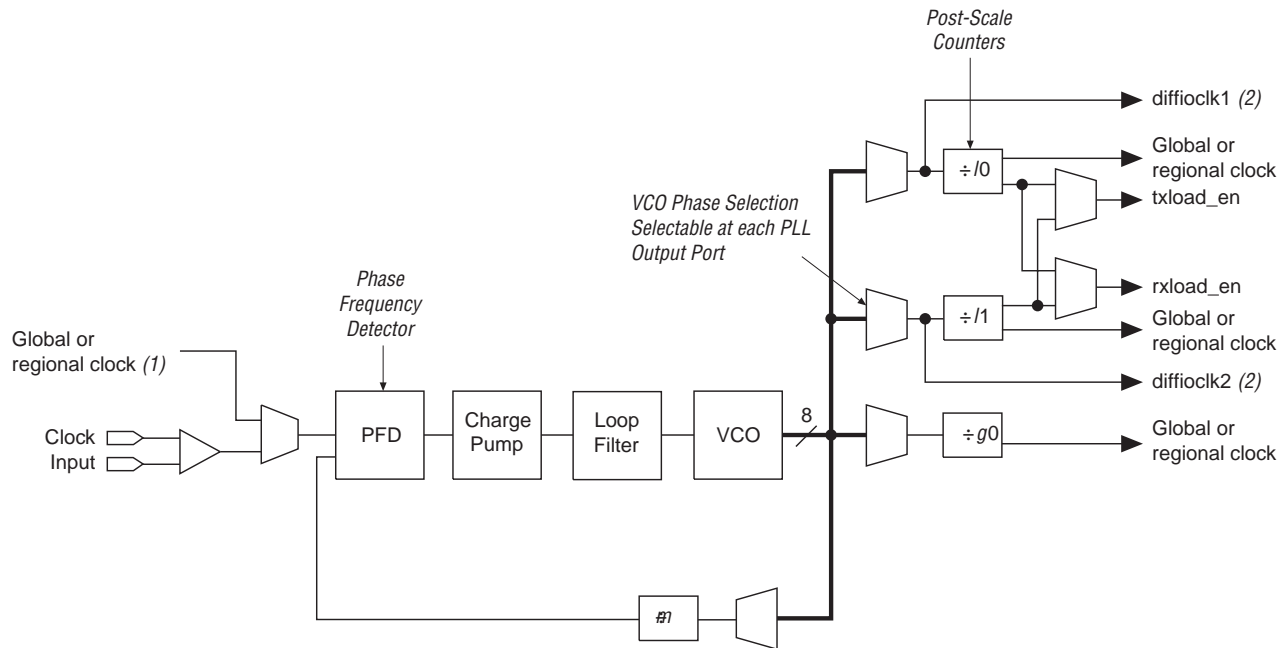 Post-Scale
Counters
diffioclk1 (2)
Global or
regional clock
÷l0
txload_en
VCO Phase Selection
Selectable at each PLL
Output Port
rxload_en
÷l1
Global or
regional clock
diffioclk2 (2)
Phase
Frequency
Detector
Global or
regional clock (1)
Clock
Input
PFD
Charge
Pump
Loop
Filter
VCO
8
÷g0
Global or
regional clock